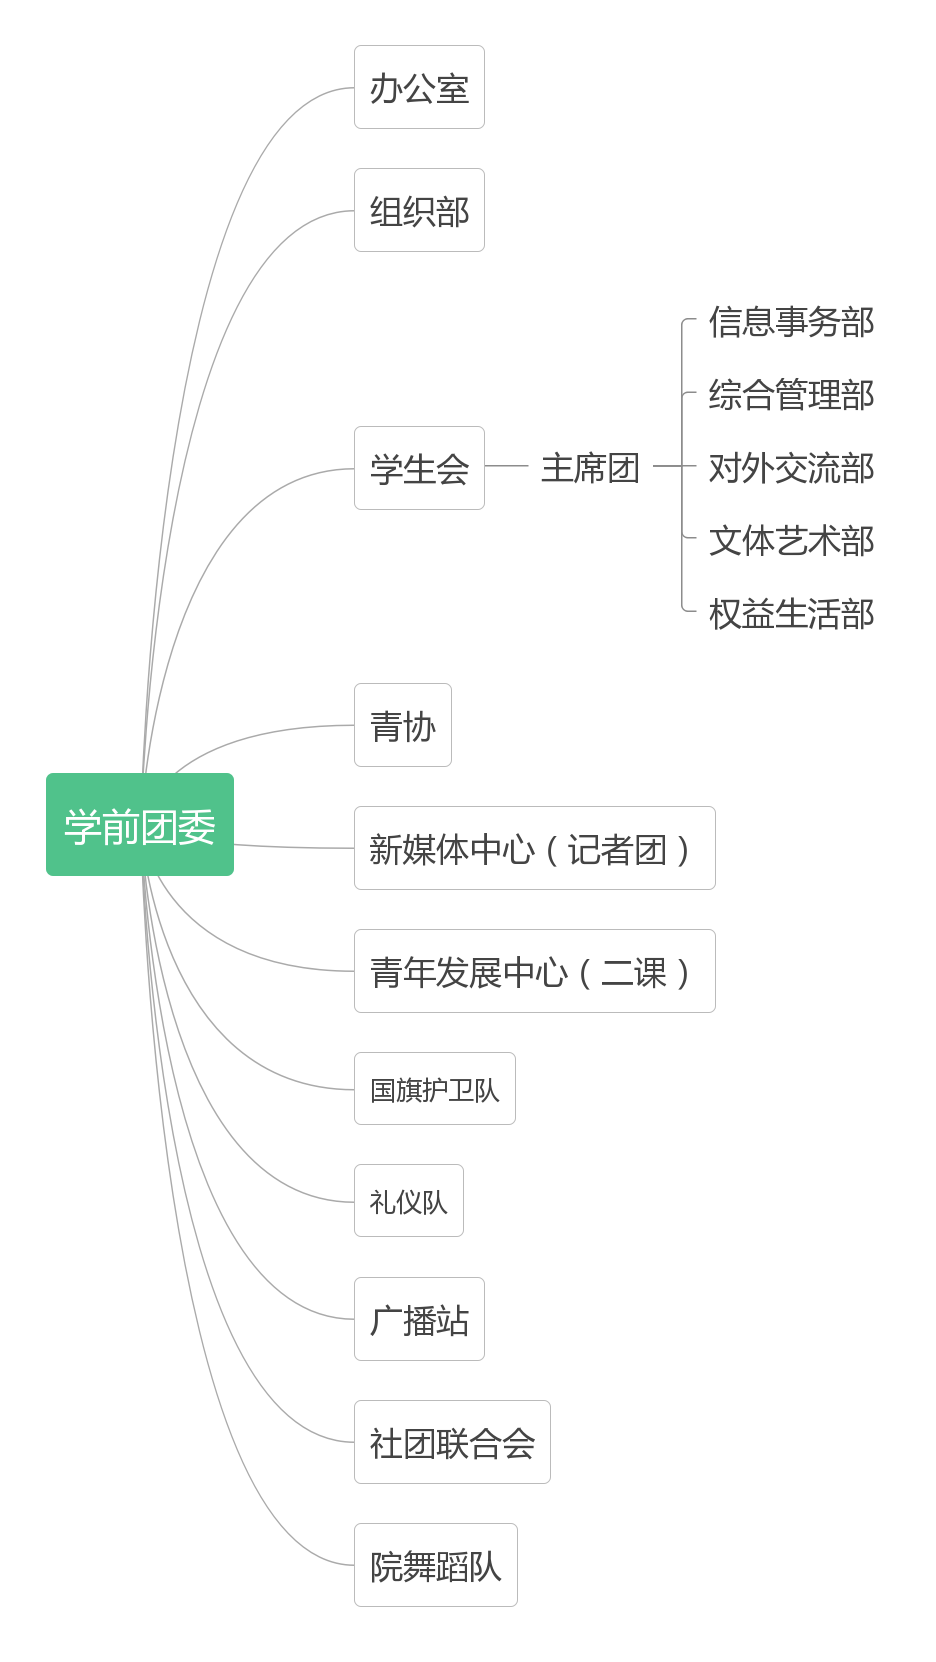 办公室
组织部
学生会
主席团
信息事务部
综合管理部
对外交流部
文体艺术部
权益生活部
青协
学前团委
新媒体中心（记者团）
青年发展中心（二课）
国旗护卫队
礼仪队
广播站
社团联合会
院舞蹈队